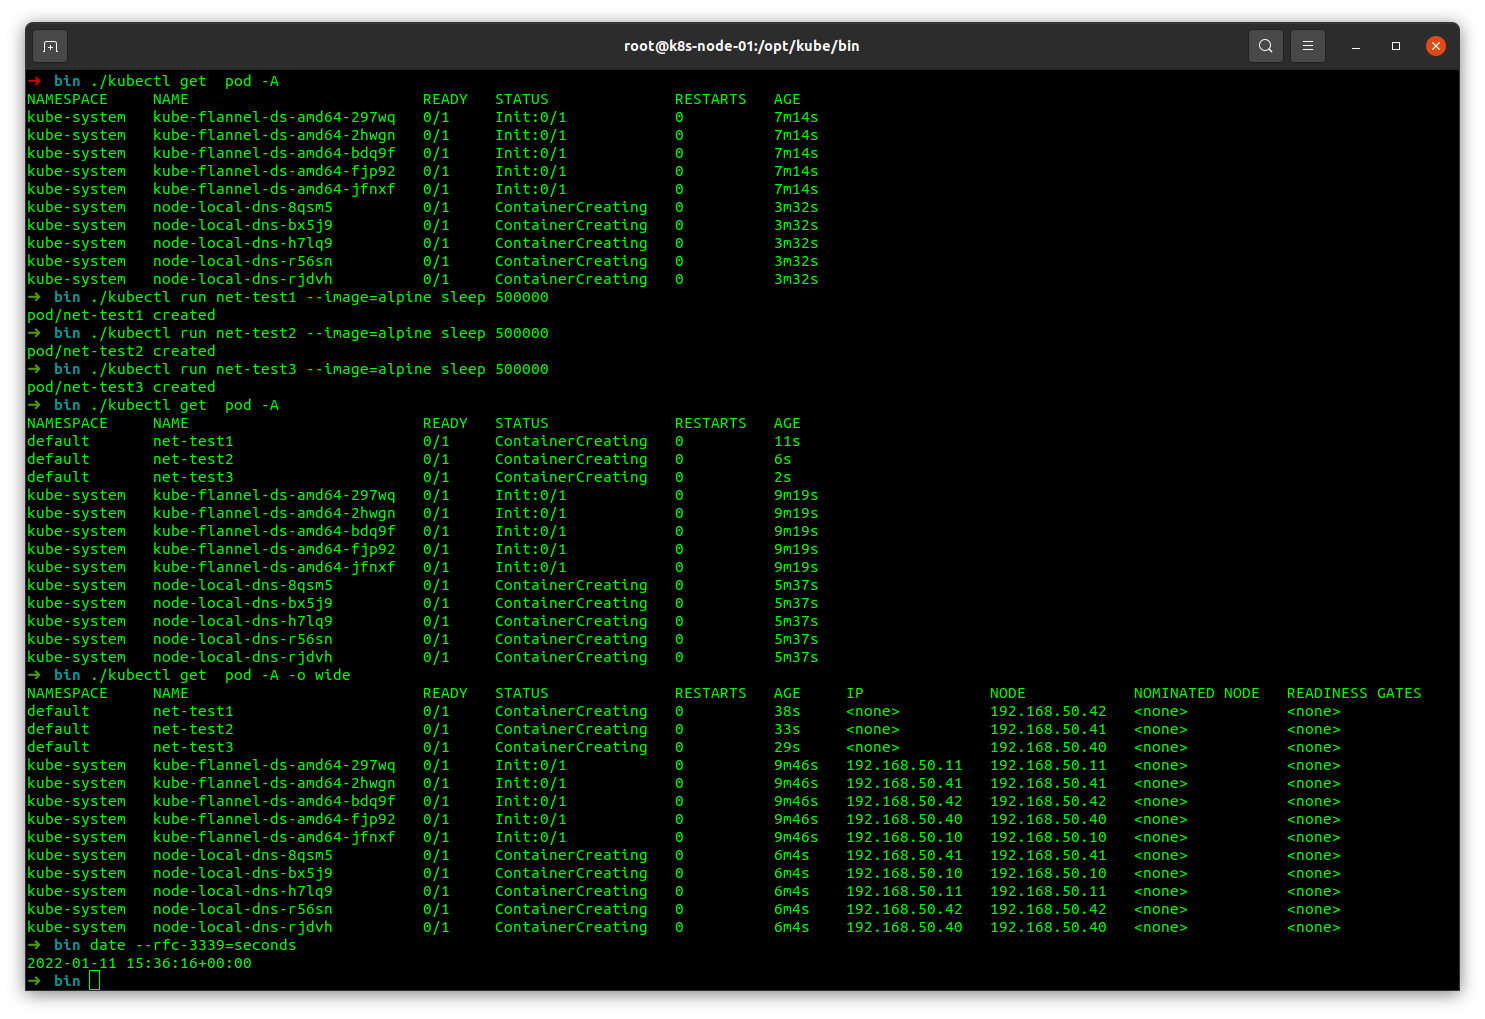 root@k8s-node-01:/opt/kube/bin
➜  bin ./kubectl get  pod -A
NAMESPACE     NAME                          READY   STATUS              RESTARTS   AGE
kube-system   kube-flannel-ds-amd64-297wq   0/1     Init:0/1            0          7m14s
kube-system   kube-flannel-ds-amd64-2hwgn   0/1     Init:0/1            0          7m14s
kube-system   kube-flannel-ds-amd64-bdq9f   0/1     Init:0/1            0          7m14s
kube-system   kube-flannel-ds-amd64-fjp92   0/1     Init:0/1            0          7m14s
kube-system   kube-flannel-ds-amd64-jfnxf   0/1     Init:0/1            0          7m14s
kube-system   node-local-dns-8qsm5          0/1     ContainerCreating   0          3m32s
kube-system   node-local-dns-bx5j9          0/1     ContainerCreating   0          3m32s
kube-system   node-local-dns-h7lq9          0/1     ContainerCreating   0          3m32s
kube-system   node-local-dns-r56sn          0/1     ContainerCreating   0          3m32s
kube-system   node-local-dns-rjdvh          0/1     ContainerCreating   0          3m32s
➜  bin ./kubectl run net-test1 --image=alpine sleep 500000
pod/net-test1 created
➜  bin ./kubectl run net-test2 --image=alpine sleep 500000
pod/net-test2 created
➜  bin ./kubectl run net-test3 --image=alpine sleep 500000
pod/net-test3 created
➜  bin ./kubectl get  pod -A
NAMESPACE     NAME                          READY   STATUS              RESTARTS   AGE
default       net-test1                     0/1     ContainerCreating   0          11s
default       net-test2                     0/1     ContainerCreating   0          6s
default       net-test3                     0/1     ContainerCreating   0          2s
kube-system   kube-flannel-ds-amd64-297wq   0/1     Init:0/1            0          9m19s
kube-system   kube-flannel-ds-amd64-2hwgn   0/1     Init:0/1            0          9m19s
kube-system   kube-flannel-ds-amd64-bdq9f   0/1     Init:0/1            0          9m19s
kube-system   kube-flannel-ds-amd64-fjp92   0/1     Init:0/1            0          9m19s
kube-system   kube-flannel-ds-amd64-jfnxf   0/1     Init:0/1            0          9m19s
kube-system   node-local-dns-8qsm5          0/1     ContainerCreating   0          5m37s
kube-system   node-local-dns-bx5j9          0/1     ContainerCreating   0          5m37s
kube-system   node-local-dns-h7lq9          0/1     ContainerCreating   0          5m37s
kube-system   node-local-dns-r56sn          0/1     ContainerCreating   0          5m37s
kube-system   node-local-dns-rjdvh          0/1     ContainerCreating   0          5m37s
➜  bin ./kubectl get  pod -A -o wide
NAMESPACE     NAME                          READY   STATUS              RESTARTS   AGE     IP              NODE            NOMINATED NODE   READINESS GATES
default       net-test1                     0/1     ContainerCreating   0          38s     <none>          192.168.50.42   <none>           <none>
default       net-test2                     0/1     ContainerCreating   0          33s     <none>          192.168.50.41   <none>           <none>
default       net-test3                     0/1     ContainerCreating   0          29s     <none>          192.168.50.40   <none>           <none>
kube-system   kube-flannel-ds-amd64-297wq   0/1     Init:0/1            0          9m46s   192.168.50.11   192.168.50.11   <none>           <none>
kube-system   kube-flannel-ds-amd64-2hwgn   0/1     Init:0/1            0          9m46s   192.168.50.41   192.168.50.41   <none>           <none>
kube-system   kube-flannel-ds-amd64-bdq9f   0/1     Init:0/1            0          9m46s   192.168.50.42   192.168.50.42   <none>           <none>
kube-system   kube-flannel-ds-amd64-fjp92   0/1     Init:0/1            0          9m46s   192.168.50.40   192.168.50.40   <none>           <none>
kube-system   kube-flannel-ds-amd64-jfnxf   0/1     Init:0/1            0          9m46s   192.168.50.10   192.168.50.10   <none>           <none>
kube-system   node-local-dns-8qsm5          0/1     ContainerCreating   0          6m4s    192.168.50.41   192.168.50.41   <none>           <none>
kube-system   node-local-dns-bx5j9          0/1     ContainerCreating   0          6m4s    192.168.50.10   192.168.50.10   <none>           <none>
kube-system   node-local-dns-h7lq9          0/1     ContainerCreating   0          6m4s    192.168.50.11   192.168.50.11   <none>           <none>
kube-system   node-local-dns-r56sn          0/1     ContainerCreating   0          6m4s    192.168.50.42   192.168.50.42   <none>           <none>
kube-system   node-local-dns-rjdvh          0/1     ContainerCreating   0          6m4s    192.168.50.40   192.168.50.40   <none>           <none>
➜  bin date --rfc-3339=seconds
2022-01-11 15:36:16+00:00
➜  bin